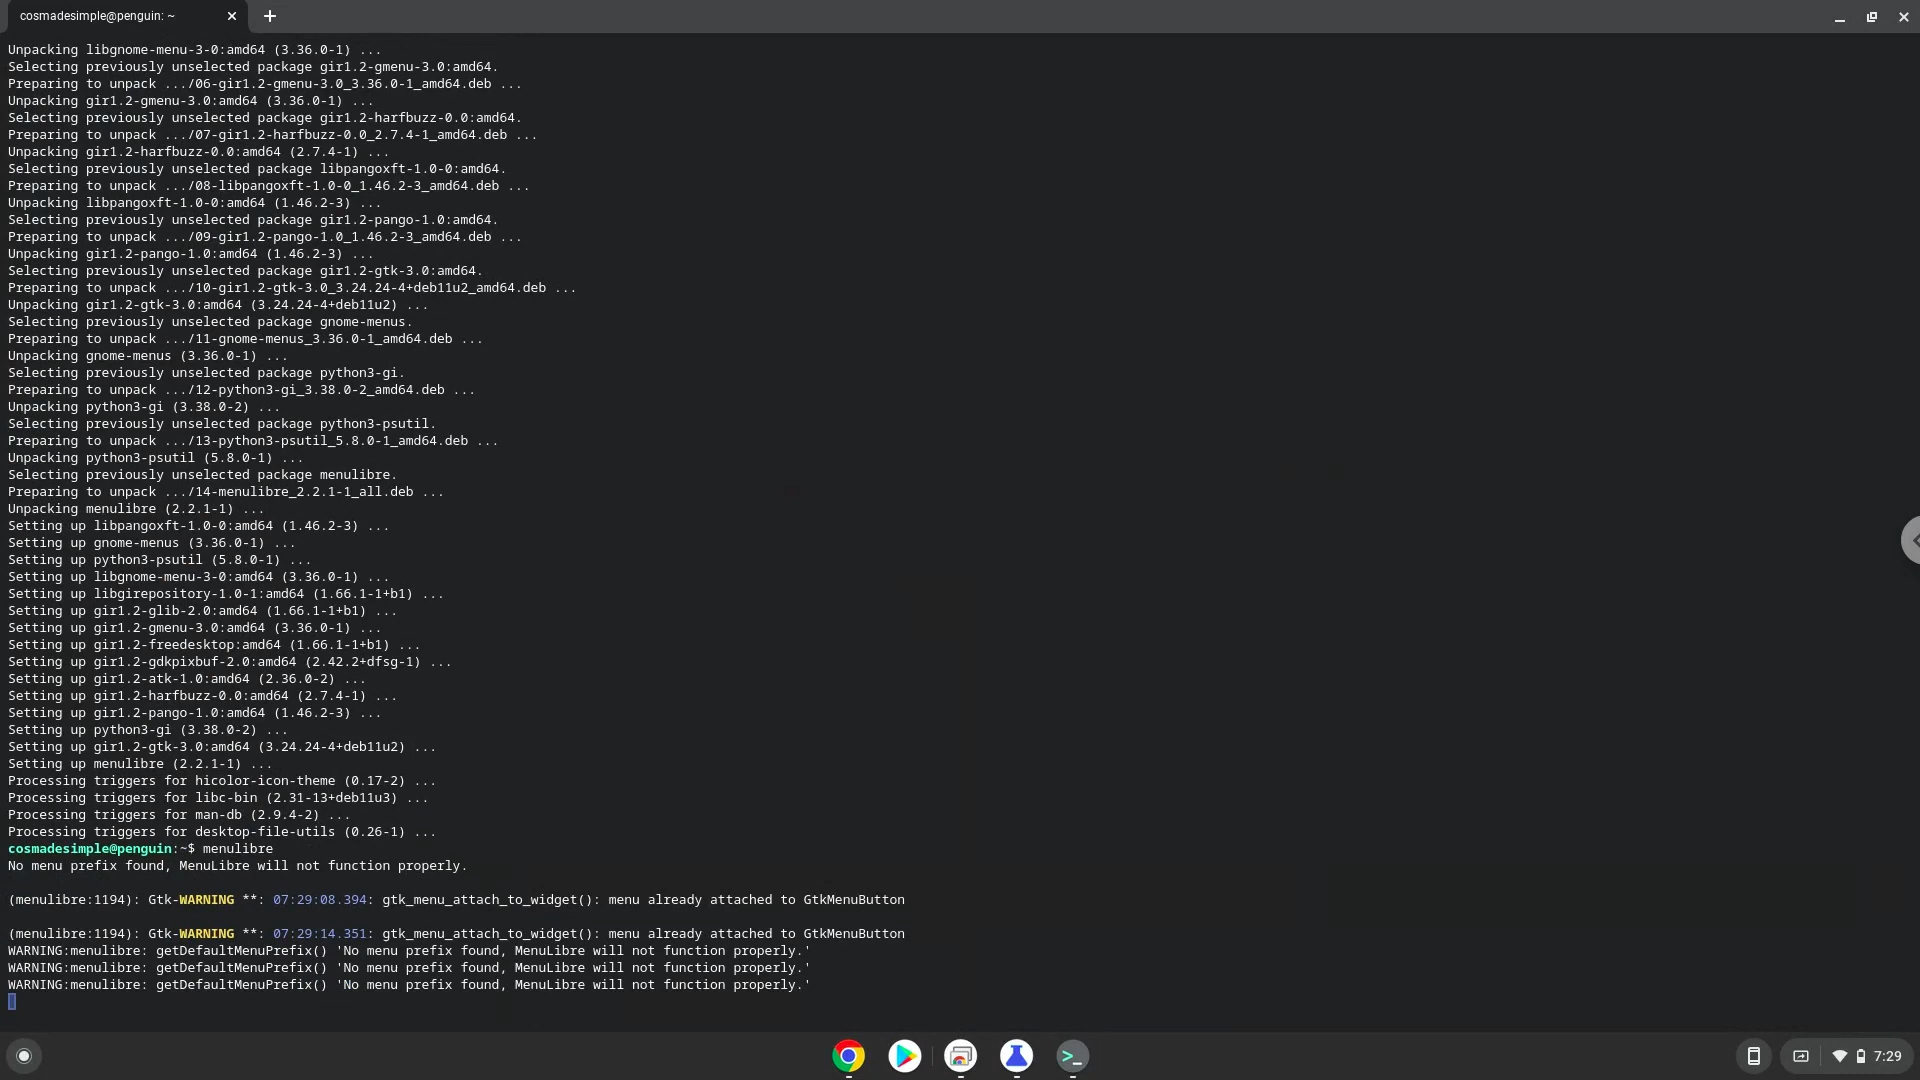 cosmadesimple@penguin: ~
Unpacking libgnome-menu-3-0:amd64 (3.36.0-1) ...
Selecting previously unselected package gir1.2-gmenu-3.0:amd64.
Preparing to unpack .../06-gir1.2-gmenu-3.0_3.36.0-1_amd64.deb ...
Unpacking gir1.2-gmenu-3.0:amd64 (3.36.0-1) ...
Selecting previously unselected package gir1.2-harfbuzz-0.0:amd64.
Preparing to unpack .../07-gir1.2-harfbuzz-0.0_2.7.4-1_amd64.deb ...
Unpacking gir1.2-harfbuzz-0.0:amd64 (2.7.4-1) ...
Selecting previously unselected package libpangoxft-1.0-0:amd64.
Preparing to unpack .../08-libpangoxft-1.0-0_1.46.2-3_amd64.deb ...
Unpacking libpangoxft-1.0-0:amd64 (1.46.2-3) ...
Selecting previously unselected package gir1.2-pango-1.0:amd64.
Preparing to unpack .../09-gir1.2-pango-1.0_1.46.2-3_amd64.deb ...
Unpacking gir1.2-pango-1.0:amd64 (1.46.2-3) ...
Selecting previously unselected package gir1.2-gtk-3.0:amd64.
Preparing to unpack .../10-gir1.2-gtk-3.0_3.24.24-4+deb11u2_amd64.deb ...
Unpacking gir1.2-gtk-3.0:amd64 (3.24.24-4+deb11u2) ...
Selecting previously unselected package gnome-menus.
Preparing to unpack .../11-gnome-menus_3.36.0-1_amd64.deb ...
Unpacking gnome-menus (3.36.0-1) ...
Selecting previously unselected package python3-gi.
Preparing to unpack .../12-python3-gi_3.38.0-2_amd64.deb ...
Unpacking python3-gi (3.38.0-2) ...
Selecting previously unselected package python3-psutil.
Preparing to unpack .../13-python3-psutil_5.8.0-1_amd64.deb ...
Unpacking python3-psutil (5.8.0-1) ...
Selecting previously unselected package menulibre.
Preparing to unpack .../14-menulibre_2.2.1-1_all.deb ...
Unpacking menulibre (2.2.1-1) ...
Setting up libpangoxft-1.0-0:amd64 (1.46.2-3) ...
Setting up gnome-menus (3.36.0-1) ...
Setting up python3-psutil (5.8.0-1) ...
Setting up libgnome-menu-3-0:amd64 (3.36.0-1) ...
Setting up libgirepository-1.0-1:amd64 (1.66.1-1+b1) ...
Setting up gir1.2-glib-2.0:amd64 (1.66.1-1+b1) ...
Setting up gir1.2-gmenu-3.0:amd64 (3.36.0-1) ...
Setting up gir1.2-freedesktop:amd64 (1.66.1-1+b1) ...
Setting up gir1.2-gdkpixbuf-2.0:amd64 (2.42.2+dfsg-1) ...
Setting up gir1.2-atk-1.0:amd64 (2.36.0-2) ...
Setting up gir1.2-harfbuzz-0.0:amd64 (2.7.4-1) ...
Setting up gir1.2-pango-1.0:amd64 (1.46.2-3) ...
Setting up python3-gi (3.38.0-2) ...
Setting up gir1.2-gtk-3.0:amd64 (3.24.24-4+deb11u2) ...
Setting up menulibre (2.2.1-1) ...
Processing triggers for hicolor-icon-theme (0.17-2) ...
Processing triggers for libc-bin (2.31-13+deb11u3) ...
Processing triggers for man-db (2.9.4-2) ...
Processing triggers for desktop-file-utils (0.26-1) ...
cosmadesimple@penguin:~$ menulibre
No menu prefix found, MenuLibre will not function properly.
(menulibre:1194): Gtk-WARNING **: 07:29:08.394: gtk_menu_attach_to_widget(): menu already attached to GtkMenuButton
(menulibre:1194): Gtk-WARNING **: 07:29:14.351: gtk_menu_attach_to_widget(): menu already attached to GtkMenuButton
WARNING:menulibre: getDefaultMenuPrefix() 'No menu prefix found, MenuLibre will not function properly.'
WARNING:menulibre: getDefaultMenuPrefix() 'No menu prefix found, MenuLibre will not function properly.'
WARNING:menulibre: getDefaultMenuPrefix() 'No menu prefix found, MenuLibre will not function properly.'
7:29